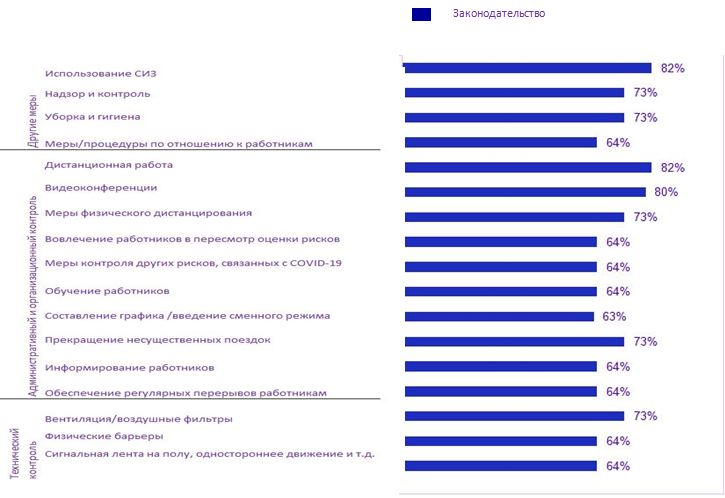 Законодательство
Другие меры
Использование СИЗ 82%
Надзор и контроль 73%
Уборка и гигиена 73%
Меры/процедуры по отношению к работникам 64%
Административный и организационный контроль
Дистанционная работа 82%
Видеоконференции 80%
Меры физического дистанцирования 73%
Вовлечение работников в пересмотр оценки рисков 64%
Меры контроля других рисков, связанных с COVID-19 64%
Обучение работников 64%
Составление графика /введение сменного режима 63%
Прекращение несущественных поездок 73%
Информирование работников 64%
Обеспечение регулярных перерывов работникам 64%
Технический
контроль
Вентиляция/воздушные фильтры 73%
Физические барьеры 64%
Сигнальная лента на полу, одностороннее движение и т.д. 64%